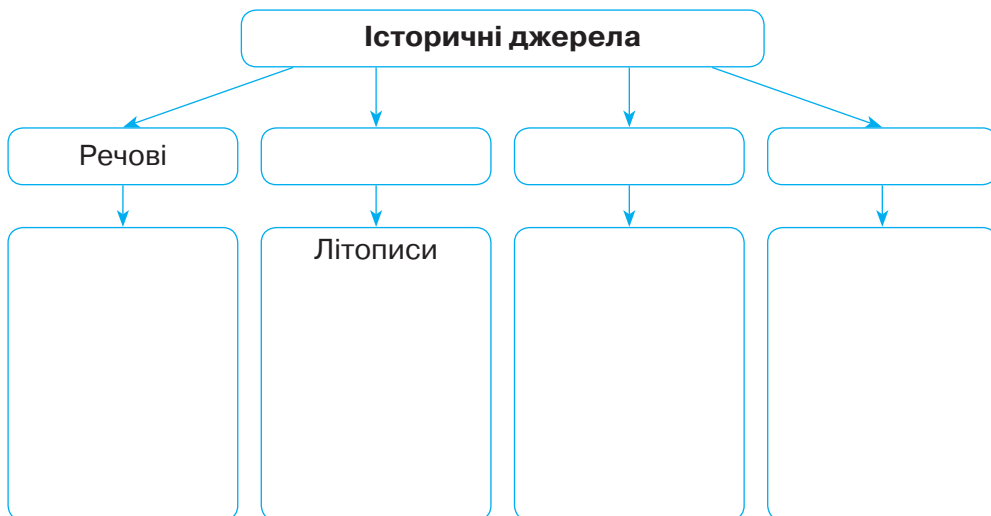 Історичні джерела
Речові
Літописи